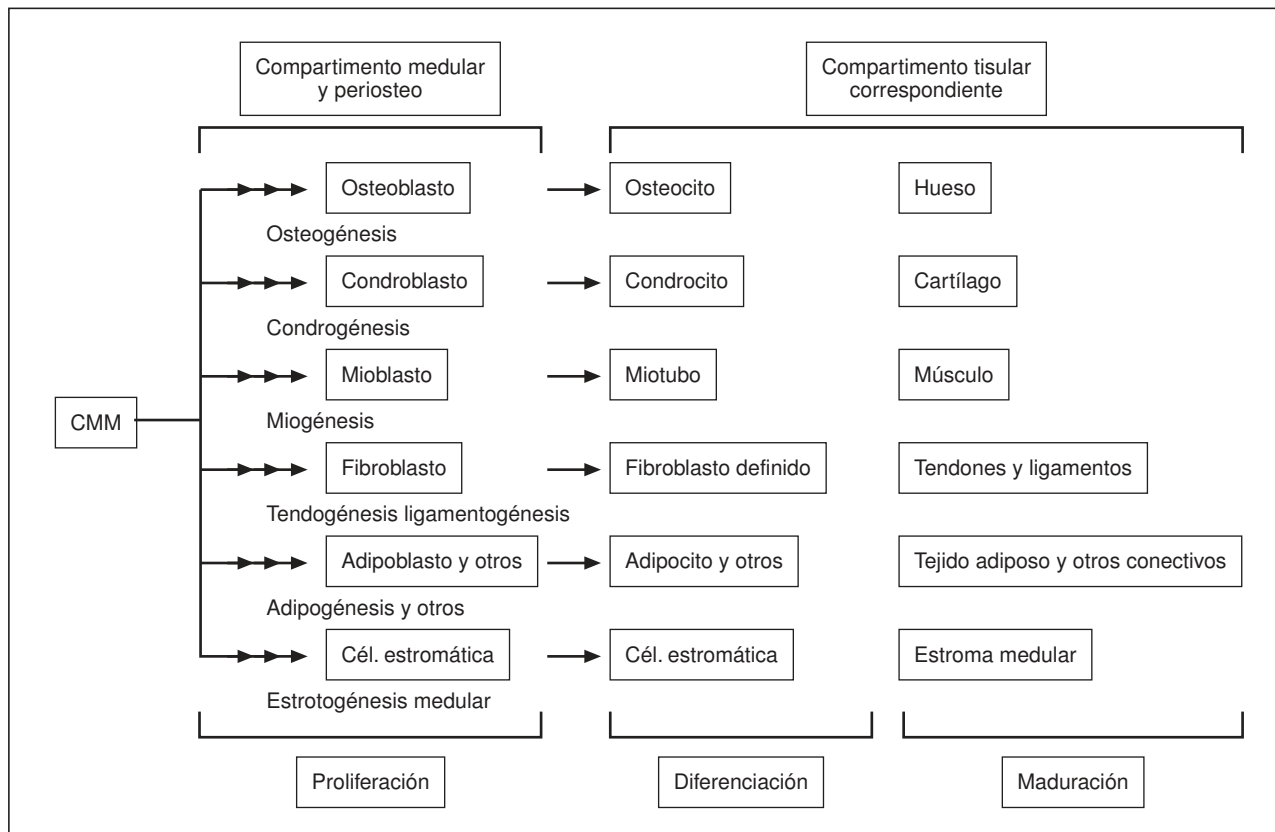 Compartimento medular
y periosteo
Compartimento tisular
correspondiente
Osteoblasto
Osteocito
Hueso
Osteogénesis
Condroblasto
Condrocito
Cartílago
Condrogénesis
Mioblasto
Miotubo
Músculo
CMM
Miogénesis
Fibroblasto
Fibroblasto definido
Tendones y ligamentos
Tendogénesis ligamentogénesis
Adipoblasto y otros
Adipocito y otros
Tejido adiposo y otros conectivos
Adipogénesis y otros
Cél. estromática
Cél. estromática
Estroma medular
Estrotogénesis medular
Proliferación
Diferenciación
Maduración